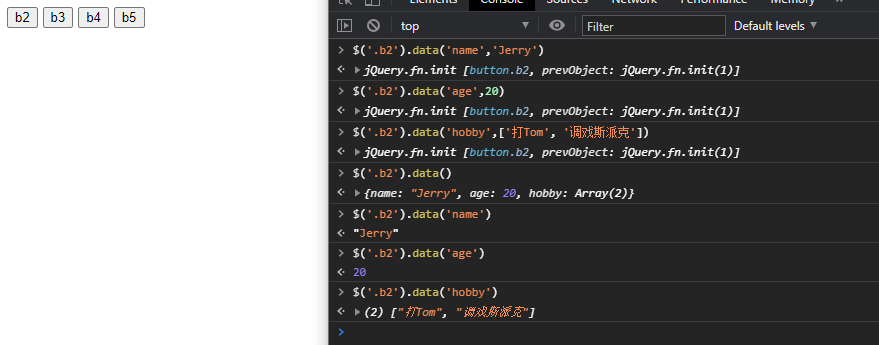 b2 b3 b4 b5
Elements Console Sources Network Performance Memory
top Filter Default levels
$('.b2').data('name','Jerry')
jQuery.fn.init [button.b2, prevObject: jQuery.fn.init(1)]
$('.b2').data('age',20)
jQuery.fn.init [button.b2, prevObject: jQuery.fn.init(1)]
$('.b2').data('hobby',['打Tom', '调戏斯派克'])
jQuery.fn.init [button.b2, prevObject: jQuery.fn.init(1)]
$('.b2').data()
{name: "Jerry", age: 20, hobby: Array(2)}
$('.b2').data('name')
"Jerry"
$('.b2').data('age')
20
$('.b2').data('hobby')
(2) ["打Tom", "调戏斯派克"]